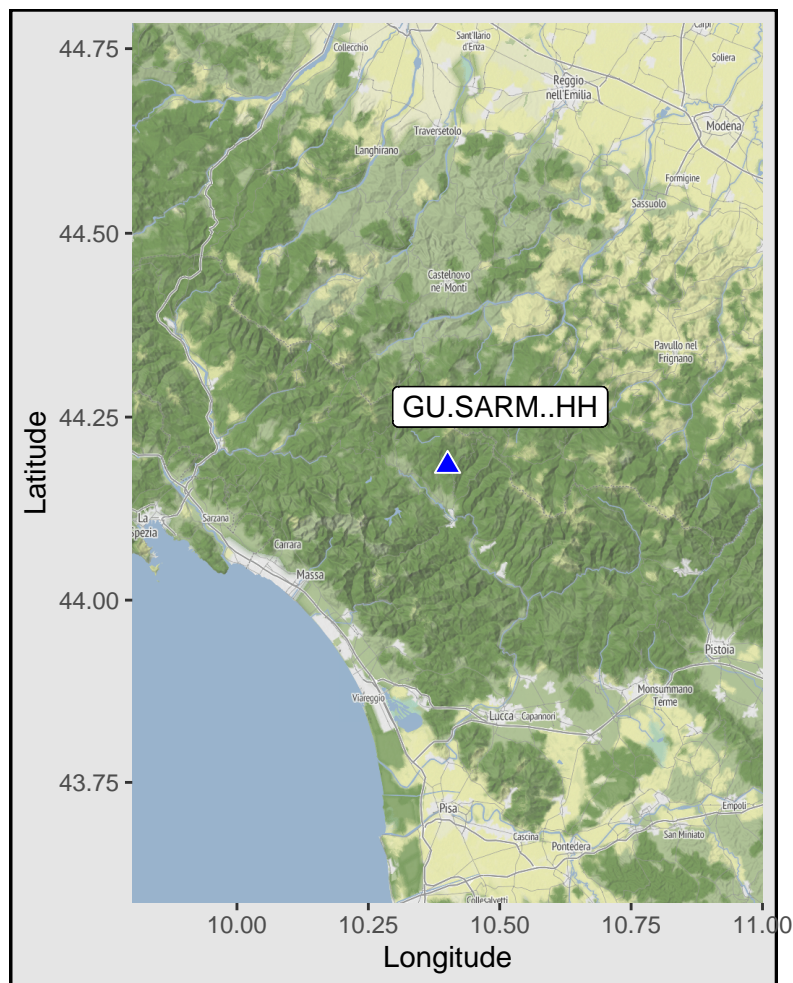 Carpi
Sant'Ilario
d'Enza
44.75
Collecchio
Soliera
Reggio
nell'Emilia
Modena
Traversetolo
Langhirano
Formigine
Sassuolo
44.50
Castelnovo
ne' Monti
Pavullo nel
Frignano
GU.SARM..HH
44.25
Latitude
La
Spezia
Sarzana
Carrara
Massa
44.00
Pistoia
Viareggio
Monsummano
Terme
Lucca
Capannori
43.75
Pisa
Empoli
Cascina
San Miniato
Pontedera
Collesalvetti
10.00
10.25
10.50
10.75
11.00
Longitude